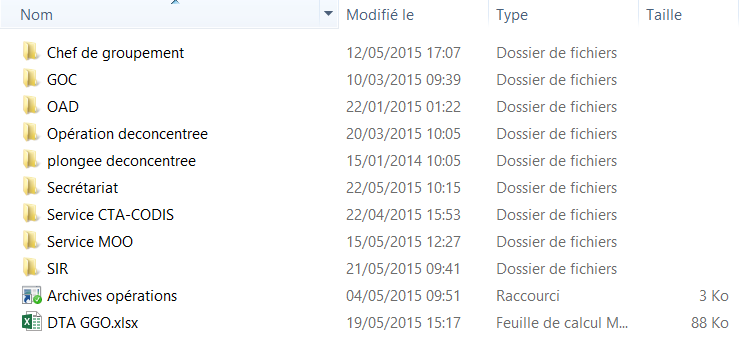 Nom Modifié le Type Taille
Chef de groupement 12/05/2015 17:07 Dossier de fichiers
GOC 10/03/2015 09:39 Dossier de fichiers
OAD 22/01/2015 01:22 Dossier de fichiers
Opération deconcentree 20/03/2015 10:05 Dossier de fichiers
plongee deconcentree 15/01/2014 10:05 Dossier de fichiers
Secrétariat 22/05/2015 10:15 Dossier de fichiers
Service CTA-CODIS 22/04/2015 15:53 Dossier de fichiers
Service MOO 15/05/2015 12:27 Dossier de fichiers
SIR 21/05/2015 09:41 Dossier de fichiers
Archives opérations 04/05/2015 09:51 Raccourci 3 Ko
DTA GGO.xlsx 19/05/2015 15:17 Feuille de calcul M... 88 Ko